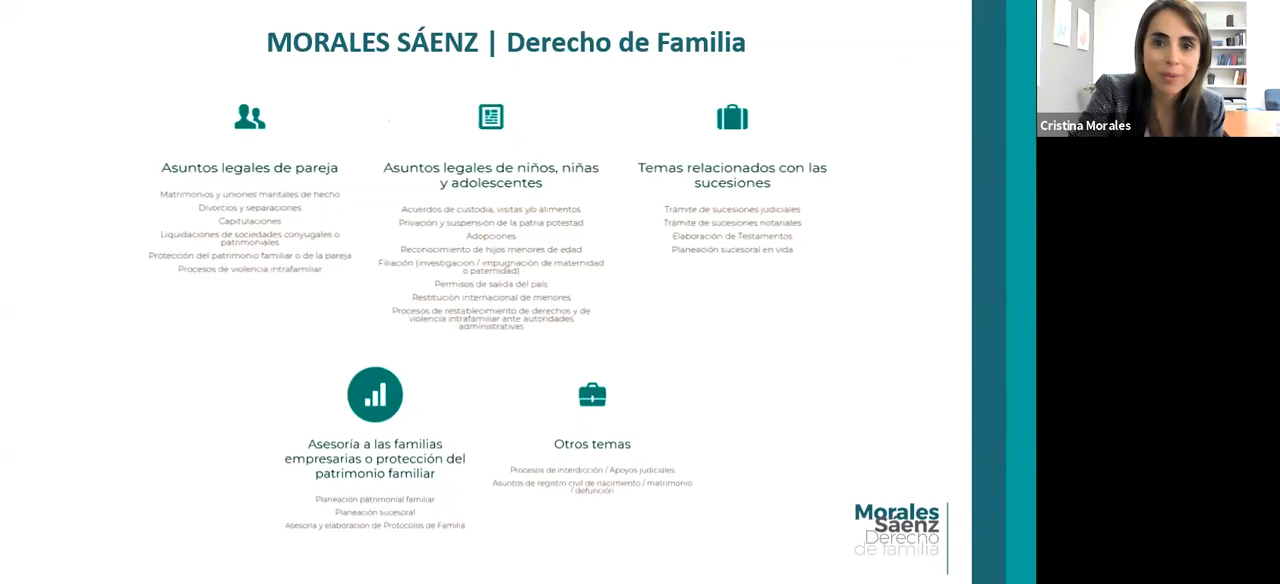 MORALES SÁENZ | Derecho de Familia
Asuntos legales de pareja
Matrimonios y uniones maritales de hecho
Divorcios y separaciones
Capitulaciones
Liquidaciones de sociedades conyugales o
patrimoniales
Protección del patrimonio familiar o de la pareja
Procesos de violencia intrafamiliar
Asuntos legales de niños, niñas
y adolescentes
Acuerdos de custodia, visitas y/o alimentos
Privación y suspensión de la patria potestad
Adopciones
Reconocimiento de hijos menores de edad
Filiación (investigación / impugnación de maternidad
o paternidad)
Permisos de salida del país.
Restitución internacional de menores
Procesos de restablecimiento de derechos y de
violencia intrafamiliar ante autoridades
administrativas
Temas relacionados con las
sucesiones
Trámite de sucesiones judiciales
Trámite de sucesiones notariales
Elaboración de Testamentos
Planeación sucesoral en vida
Asesoría a las familias
empresarias o protección del
patrimonio familiar
Planeación patrimonial familiar
Planeación sucesoral
Asesoría y elaboración de Protocolos de Familia
Otros temas
Procesos de interdicción / Apoyos judiciales.
Asuntos de registro civil de nacimiento / matrimonio
/ defunción
Morales
Sáenz
Derecho
de familia
Cristina Morales